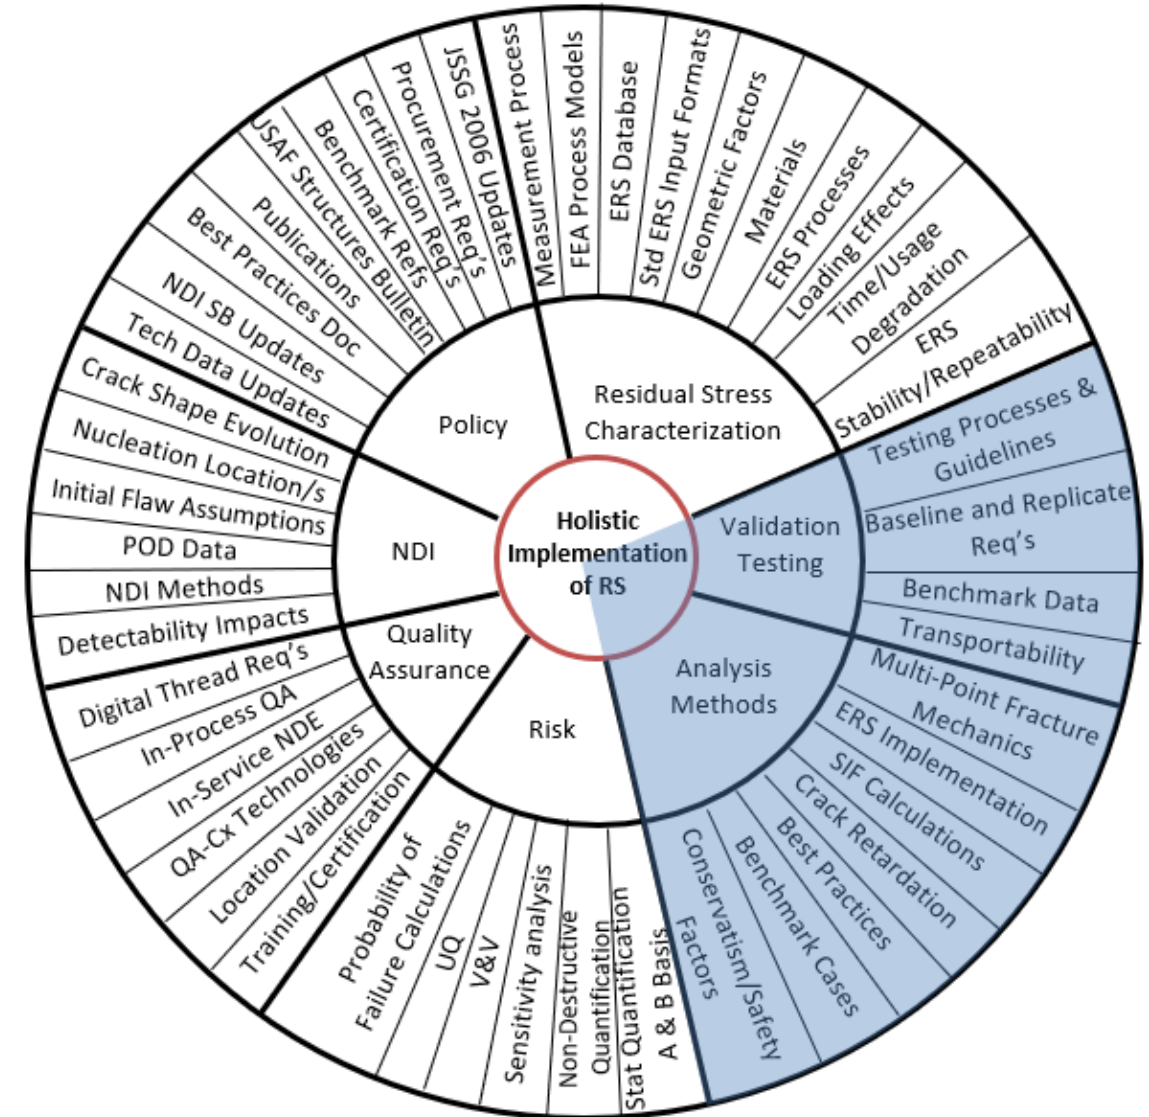 Holistic
Implementation
of RS
Policy
JSSG 2006 Updates
Procurement Req's
Certification Req's
Benchmark Refs
USAF Structures Bulletin
Publications
Best Practices Doc
NDI SB Updates
Tech Data Updates
Residual Stress
Characterization
Measurement Process
FEA Process Models
ERS Database
Std ERS Input Formats
Geometric Factors
Materials
ERS Processes
Loading Effects
Time/Usage
Degradation
ERS
Stability/Repeatability
Validation
Testing
Testing Processes &
Guidelines
Baseline and Replicate
Req's
Benchmark Data
Transportability
Analysis
Methods
Multi-Point Fracture
Mechanics
ERS Implementation
SIF Calculations
Crack Retardation
Best Practices
Benchmark Cases
Conservatism/Safety
Factors
Risk
A & B Basis
Stat Quantification
Non-Destructive
Quantification
Sensitivity analysis
V&V
UQ
Probability of
Failure Calculations
Quality
Assurance
Training/Certification
Location Validation
QA-Cx Technologies
In-Service NDE
In-Process QA
Digital Thread Req's
NDI
Detectability Impacts
NDI Methods
POD Data
Initial Flaw Assumptions
Nucleation Location/s
Crack Shape Evolution